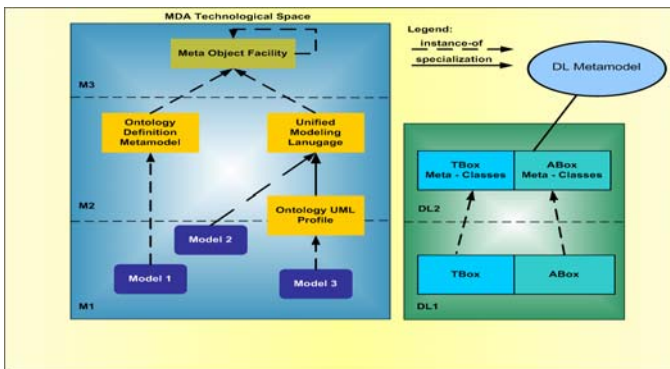 MDA Technological Space
Meta Object Facility
M3
Ontology
Definition
Metamodel
Unified
Modeling
Lanugage
M2
Ontology UML
Profile
Model 2
Model 1
Model 3
M1
Legend:
instance-of
specialization
DL Metamodel
TBox
Meta - Classes
ABox
Meta - Classes
DL2
TBox
ABox
DL1